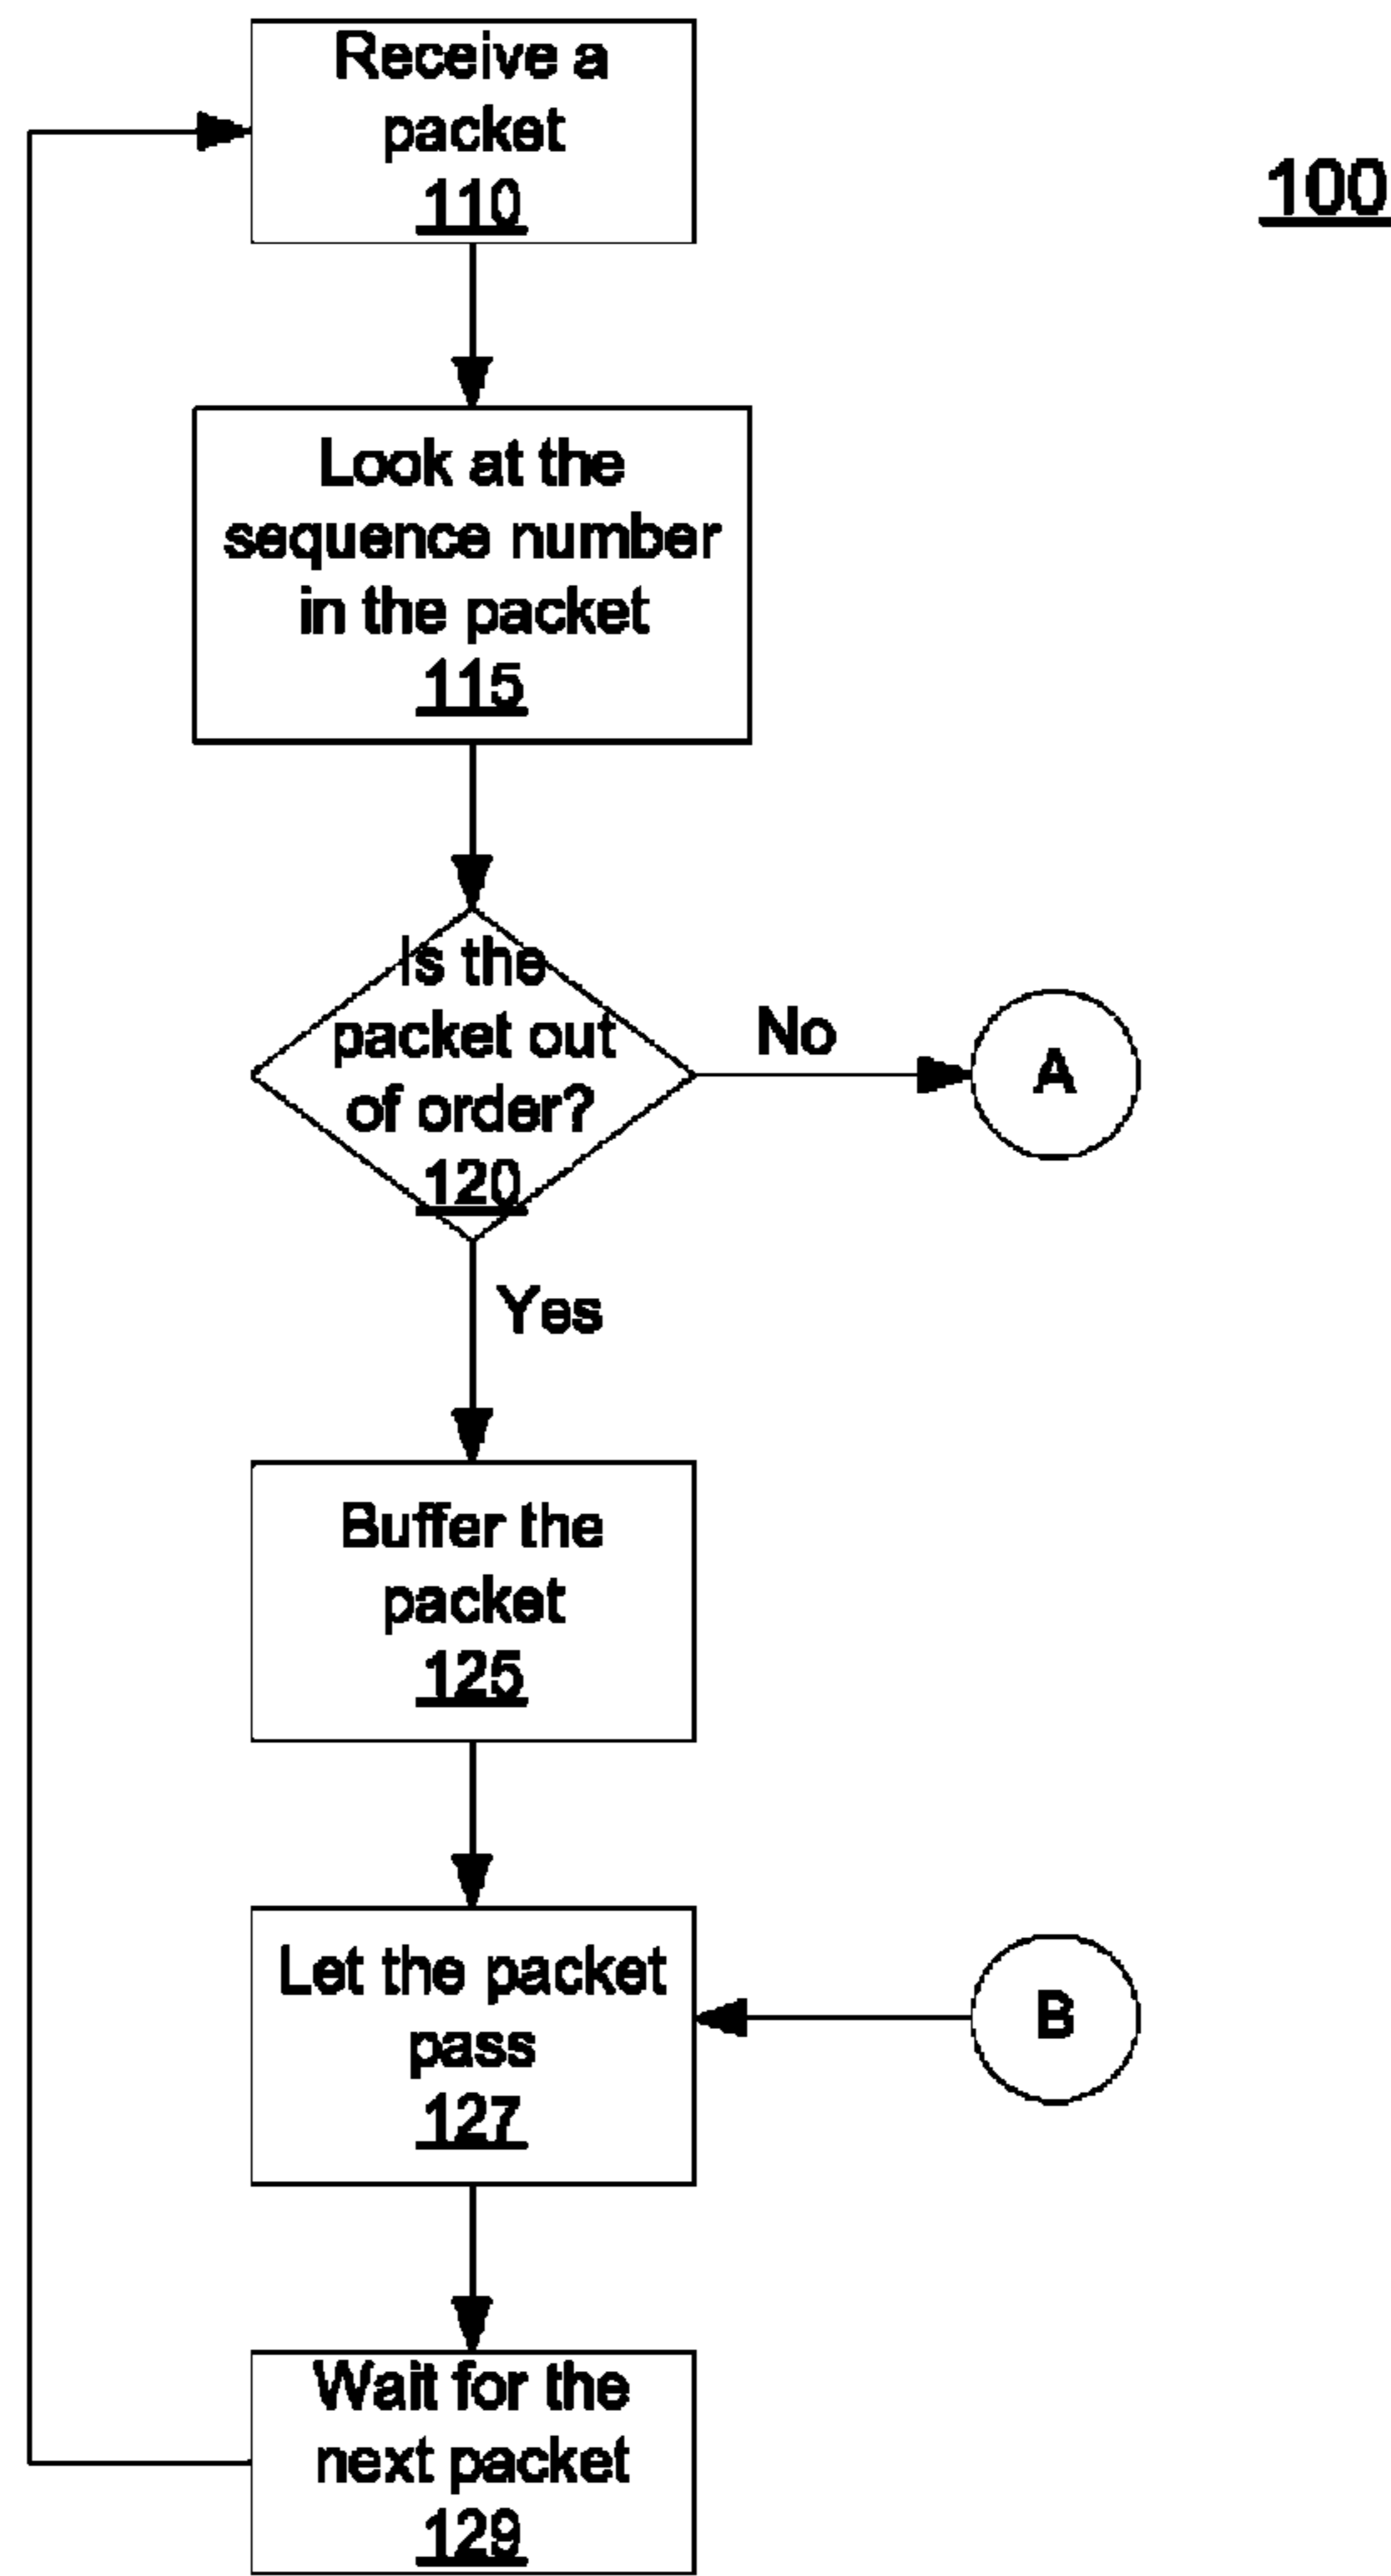 Receive a
packet
110
100
Look at the
sequence number
in the packet
115
Is the
packet out
of order?
120
No
A
Yes
Buffer the
packet
125
Let the packet
pass
127
B
Wait for the
next packet
129